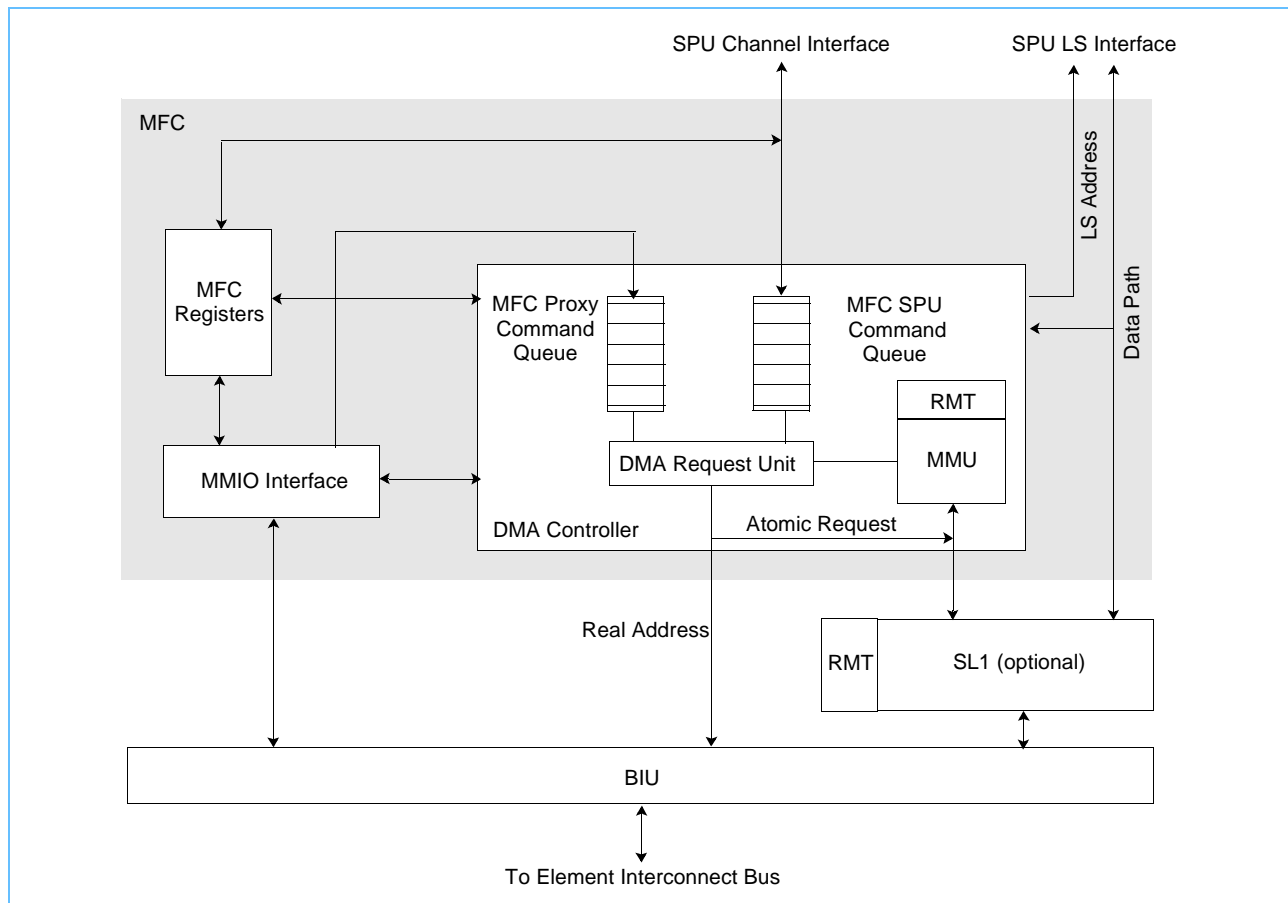 SPU Channel Interface
SPU LS Interface
MFC
LS Address
Data Path
MFC
Registers
MFC Proxy
Command
Queue
MFC SPU
Command
Queue
RMT
MMU
DMA Request Unit
MMIO Interface
DMA Controller
Atomic Request
Real Address
RMT
SL1 (optional)
BIU
To Element Interconnect Bus